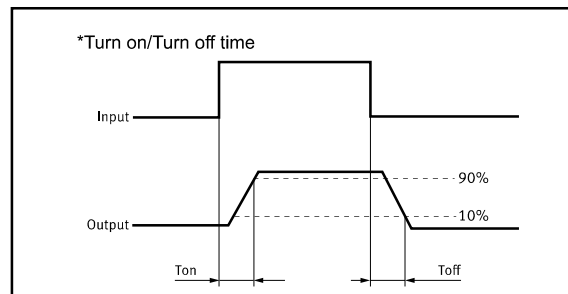 *Turn on/Turn off time
Input
90%
10%
Output
Ton
Toff